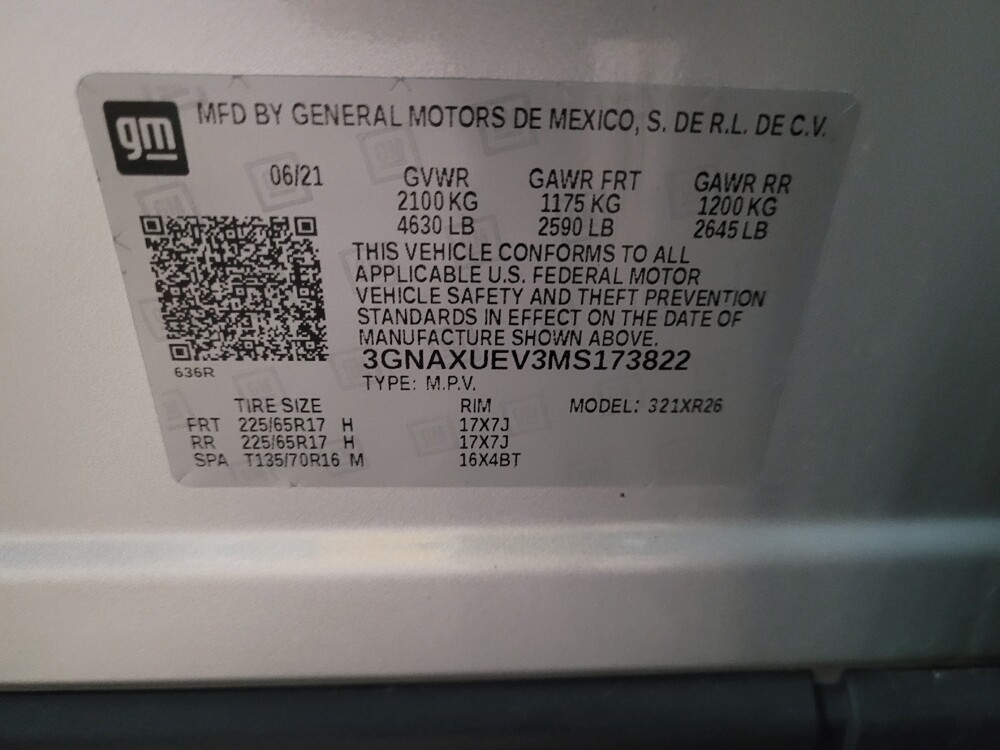 gm MFD BY GENERAL MOTORS DE MEXICO, S. DE R.L. DE C.V.
06/21 GVWR GAWR FRT GAWR RR
2100 KG 1175 KG 1200 KG
4630 LB 2590 LB 2645 LB
THIS VEHICLE CONFORMS TO ALL
APPLICABLE U.S. FEDERAL MOTOR
VEHICLE SAFETY AND THEFT PREVENTION
STANDARDS IN EFFECT ON THE DATE OF
MANUFACTURE SHOWN ABOVE.
3GNAXUEV3MS173822
636R
TYPE: M.P.V.
TIRE SIZE RIM MODEL: 321XR26
FRT 225/65R17 H 17X7J
RR 225/65R17 H 17X7J
SPA T135/70R16 M 16X4BT